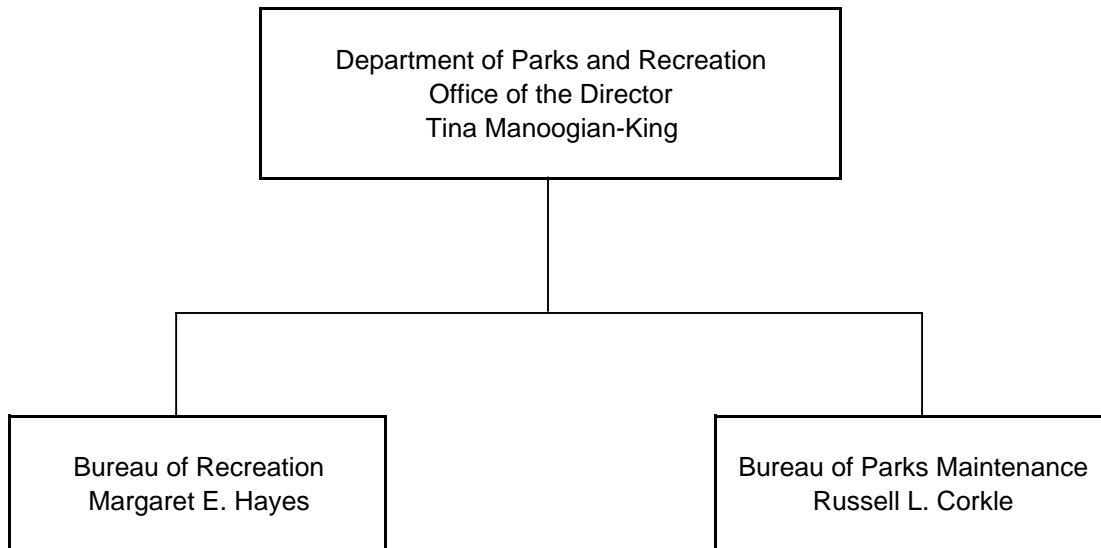 Department of Parks and Recreation
Office of the Director
Tina Manoogian-King
Bureau of Recreation
Margaret E. Hayes
Bureau of Parks Maintenance
Russell L. Corkle